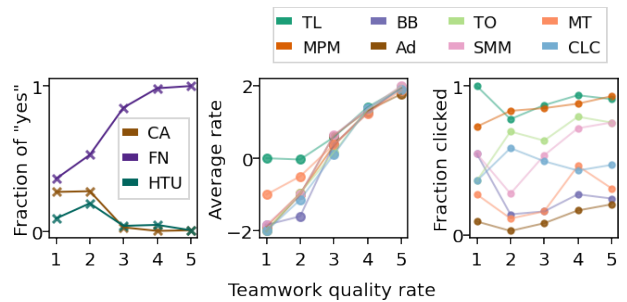 TL BB TO MT
MPM Ad SMM CLC
Fraction of "yes"
1
0
CA
FN
HTU
1 2 3 4 5
Average rate
2
0
−2
1 2 3 4 5
Fraction clicked
1
0
1 2 3 4 5
Teamwork quality rate